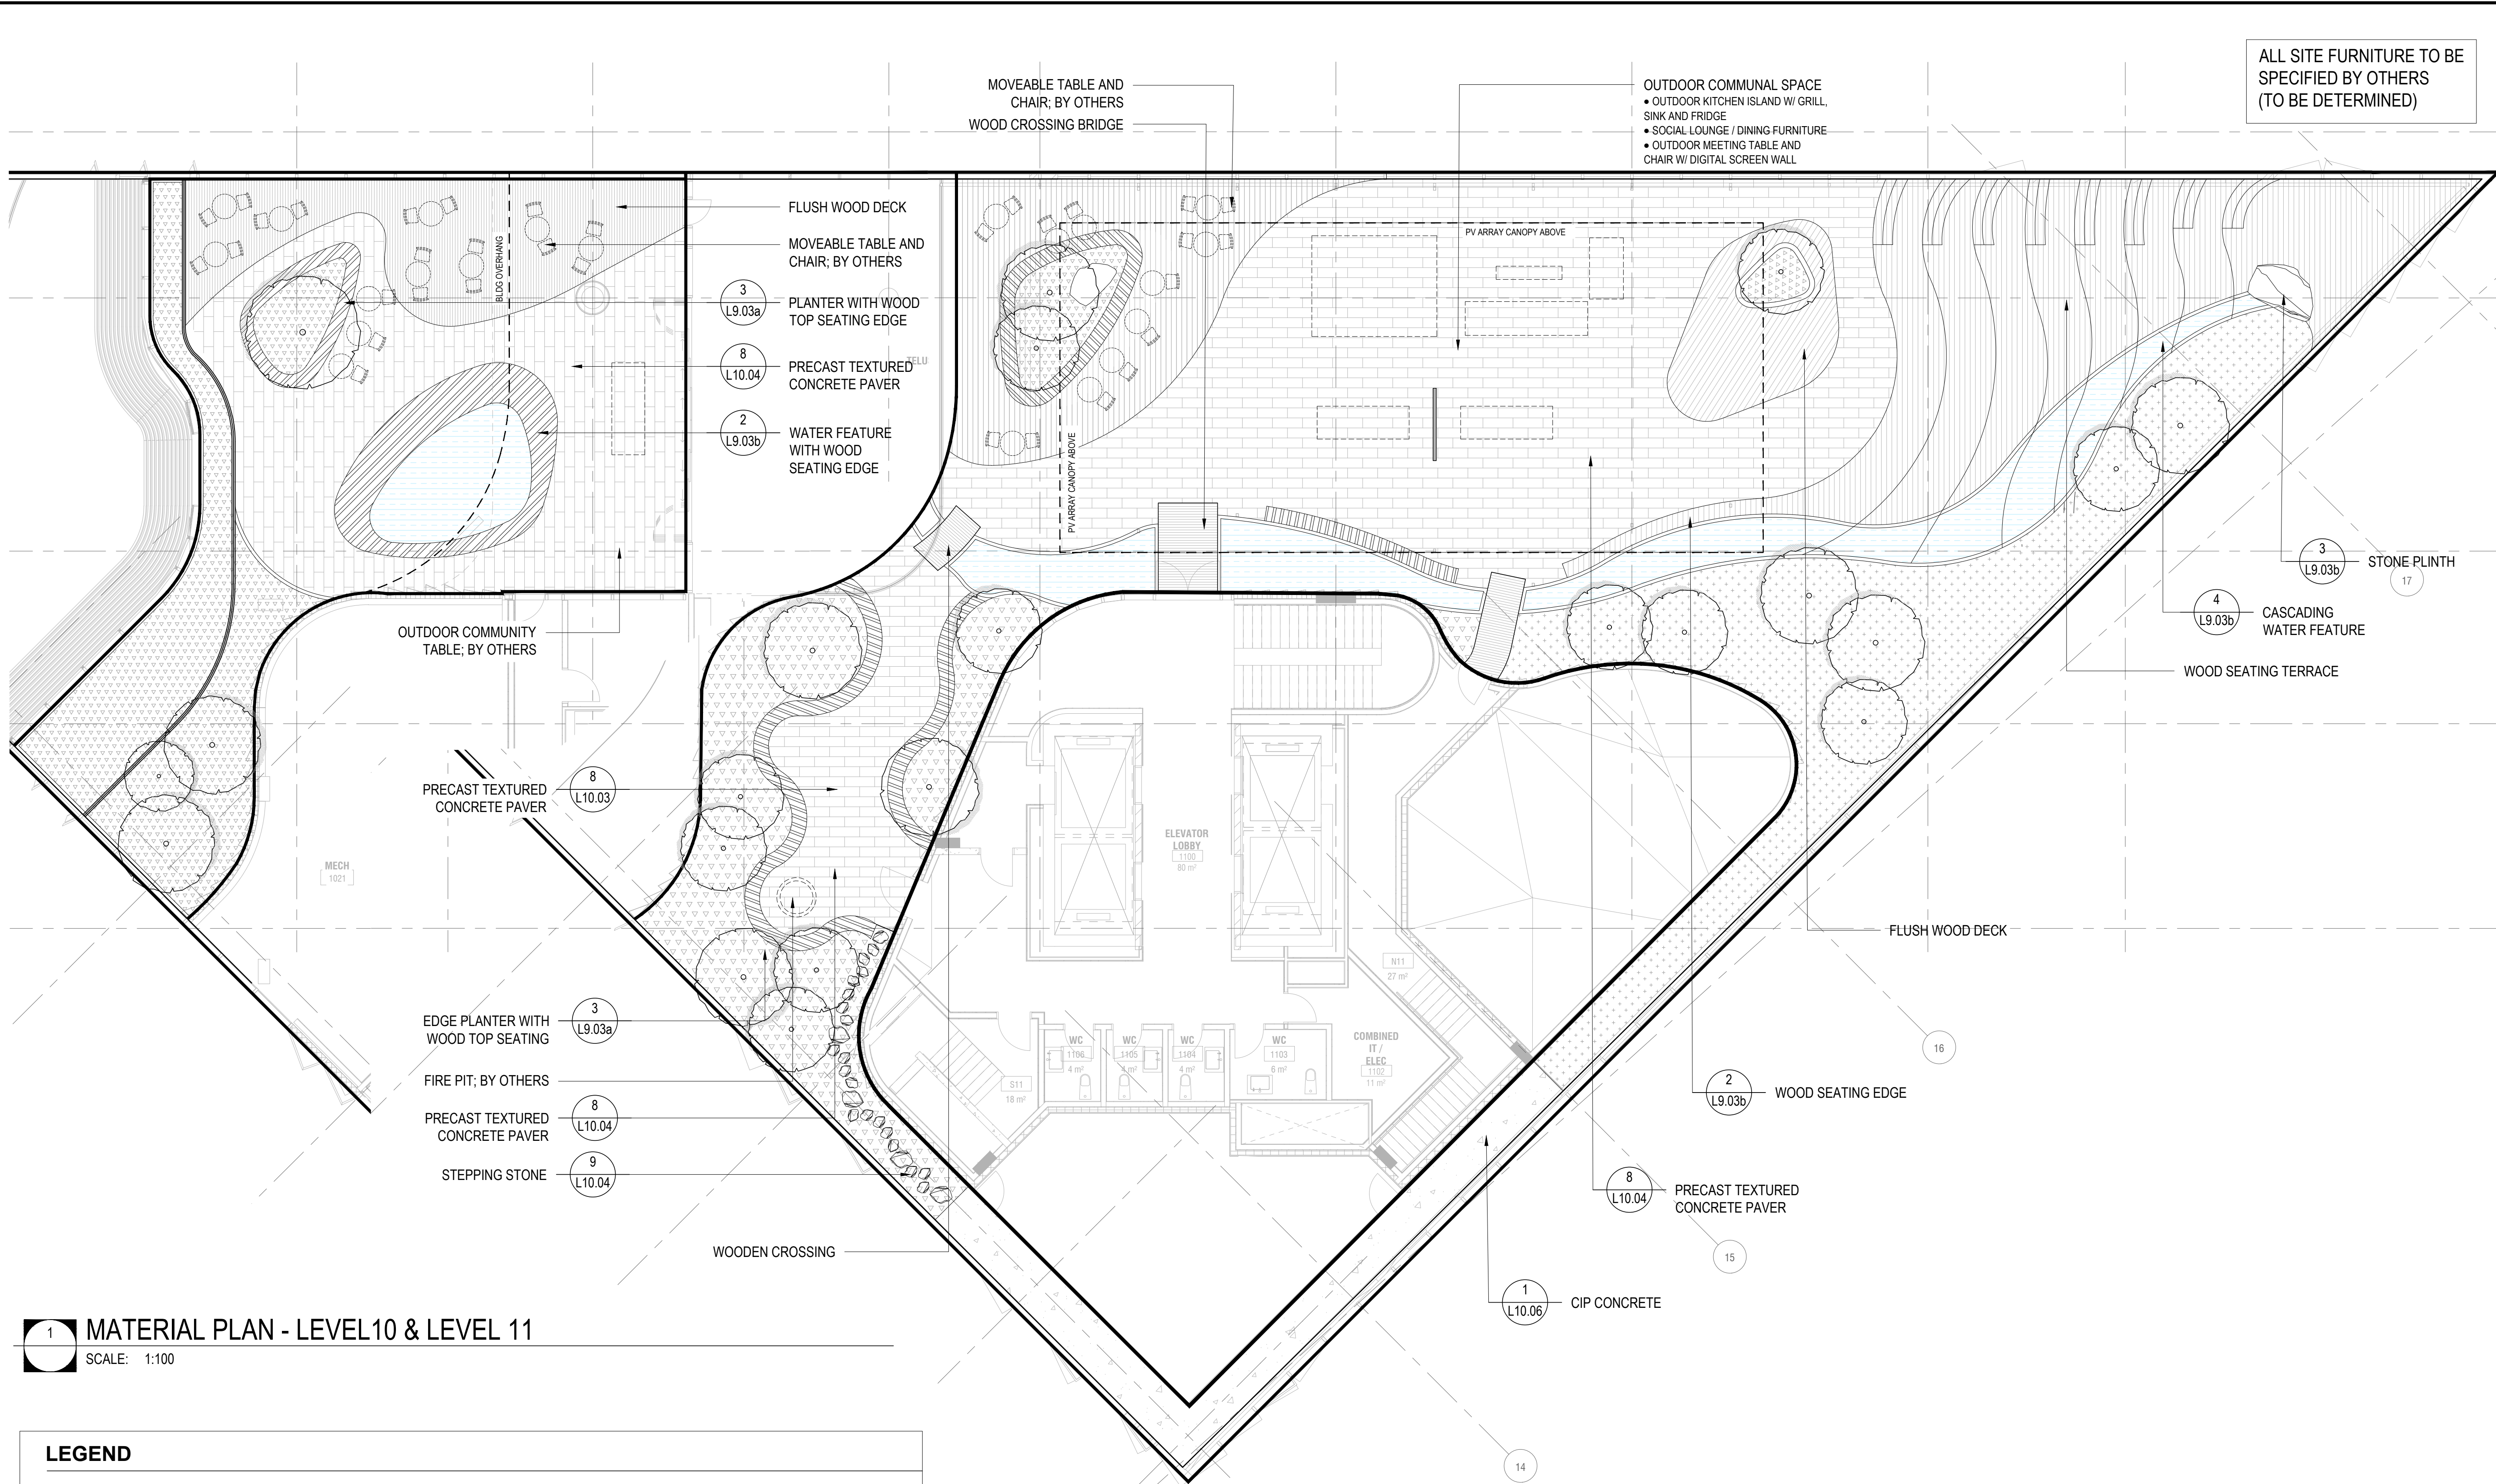 ALL SITE FURNITURE TO BE
SPECIFIED BY OTHERS
(TO BE DETERMINED)
MOVEABLE TABLE AND
CHAIR; BY OTHERS
WOOD CROSSING BRIDGE
OUTDOOR COMMUNAL SPACE
● OUTDOOR KITCHEN ISLAND W/ GRILL,
SINK AND FRIDGE
● SOCIAL LOUNGE / DINING FURNITURE
● OUTDOOR MEETING TABLE AND
CHAIR W/ DIGITAL SCREEN WALL
FLUSH WOOD DECK
MOVEABLE TABLE AND
CHAIR; BY OTHERS
BLDG OVERHANG
3
L9.03a
PLANTER WITH WOOD
TOP SEATING EDGE
8
L10.04
PRECAST TEXTURED
CONCRETE PAVER
TELU
2
L9.03b
WATER FEATURE
WITH WOOD
SEATING EDGE
PV ARRAY CANOPY ABOVE
PV ARRAY CANOPY ABOVE
OUTDOOR COMMUNITY
TABLE; BY OTHERS
3
L9.03b
STONE PLINTH
17
4
L9.03b
CASCADING
WATER FEATURE
WOOD SEATING TERRACE
8
L10.03
PRECAST TEXTURED
CONCRETE PAVER
MECH
1021
ELEVATOR
LOBBY
1100
80 m²
FLUSH WOOD DECK
N11
27 m²
3
L9.03a
EDGE PLANTER WITH
WOOD TOP SEATING
FIRE PIT; BY OTHERS
8
L10.04
PRECAST TEXTURED
CONCRETE PAVER
9
L10.04
STEPPING STONE
S11
18 m²
WC
1106
4 m²
WC
1105
4 m²
WC
1104
4 m²
WC
1103
6 m²
COMBINED
IT /
ELEC
1102
11 m²
16
2
L9.03b
WOOD SEATING EDGE
8
L10.04
PRECAST TEXTURED
CONCRETE PAVER
WOODEN CROSSING
15
1
L10.06
CIP CONCRETE
1
MATERIAL PLAN - LEVEL10 & LEVEL 11
SCALE: 1:100
LEGEND
14